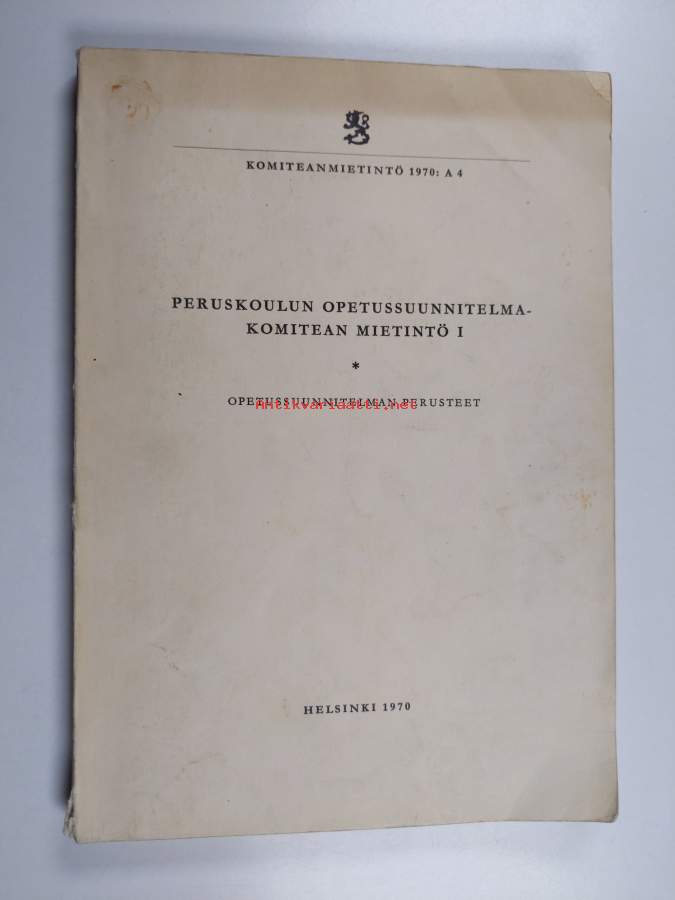 KOMITEANMIETINTÖ 1970: A 4
PERUSKOULUN OPETUSSUUNNITELMA-
KOMITEAN MIETINTÖ I
*
OPETUSSUUNNITELMAN PERUSTEET
Antikvariaatti.net
HELSINKI 1970